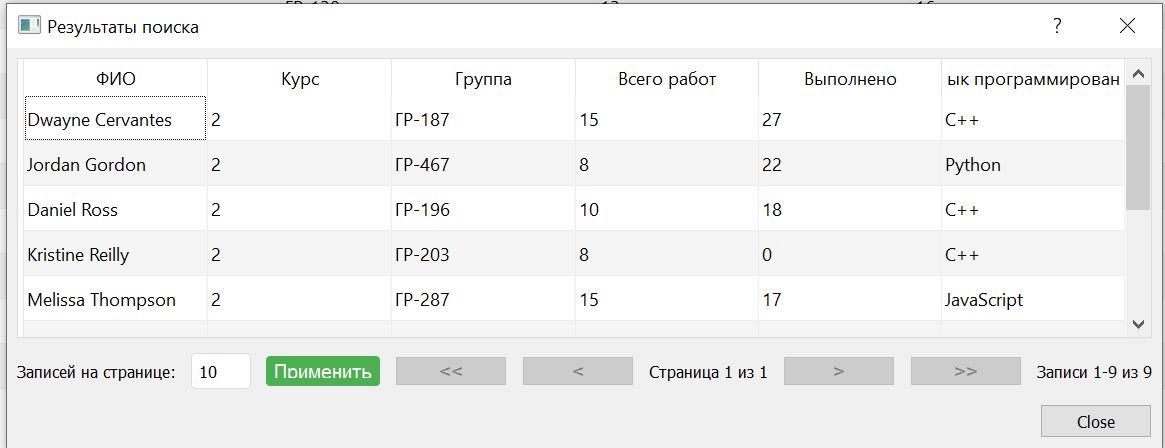 Результаты поиска ?
ФИО Курс Группа Всего работ Выполнено ык программирован
Dwayne Cervantes 2 ГР-187 15 27 C++
Jordan Gordon 2 ГР-467 8 22 Python
Daniel Ross 2 ГР-196 10 18 C++
Kristine Reilly 2 ГР-203 8 0 C++
Melissa Thompson 2 ГР-287 15 17 JavaScript
Записей на странице: 10 Применить << < Страница 1 из 1 > >> Записи 1-9 из 9
Close